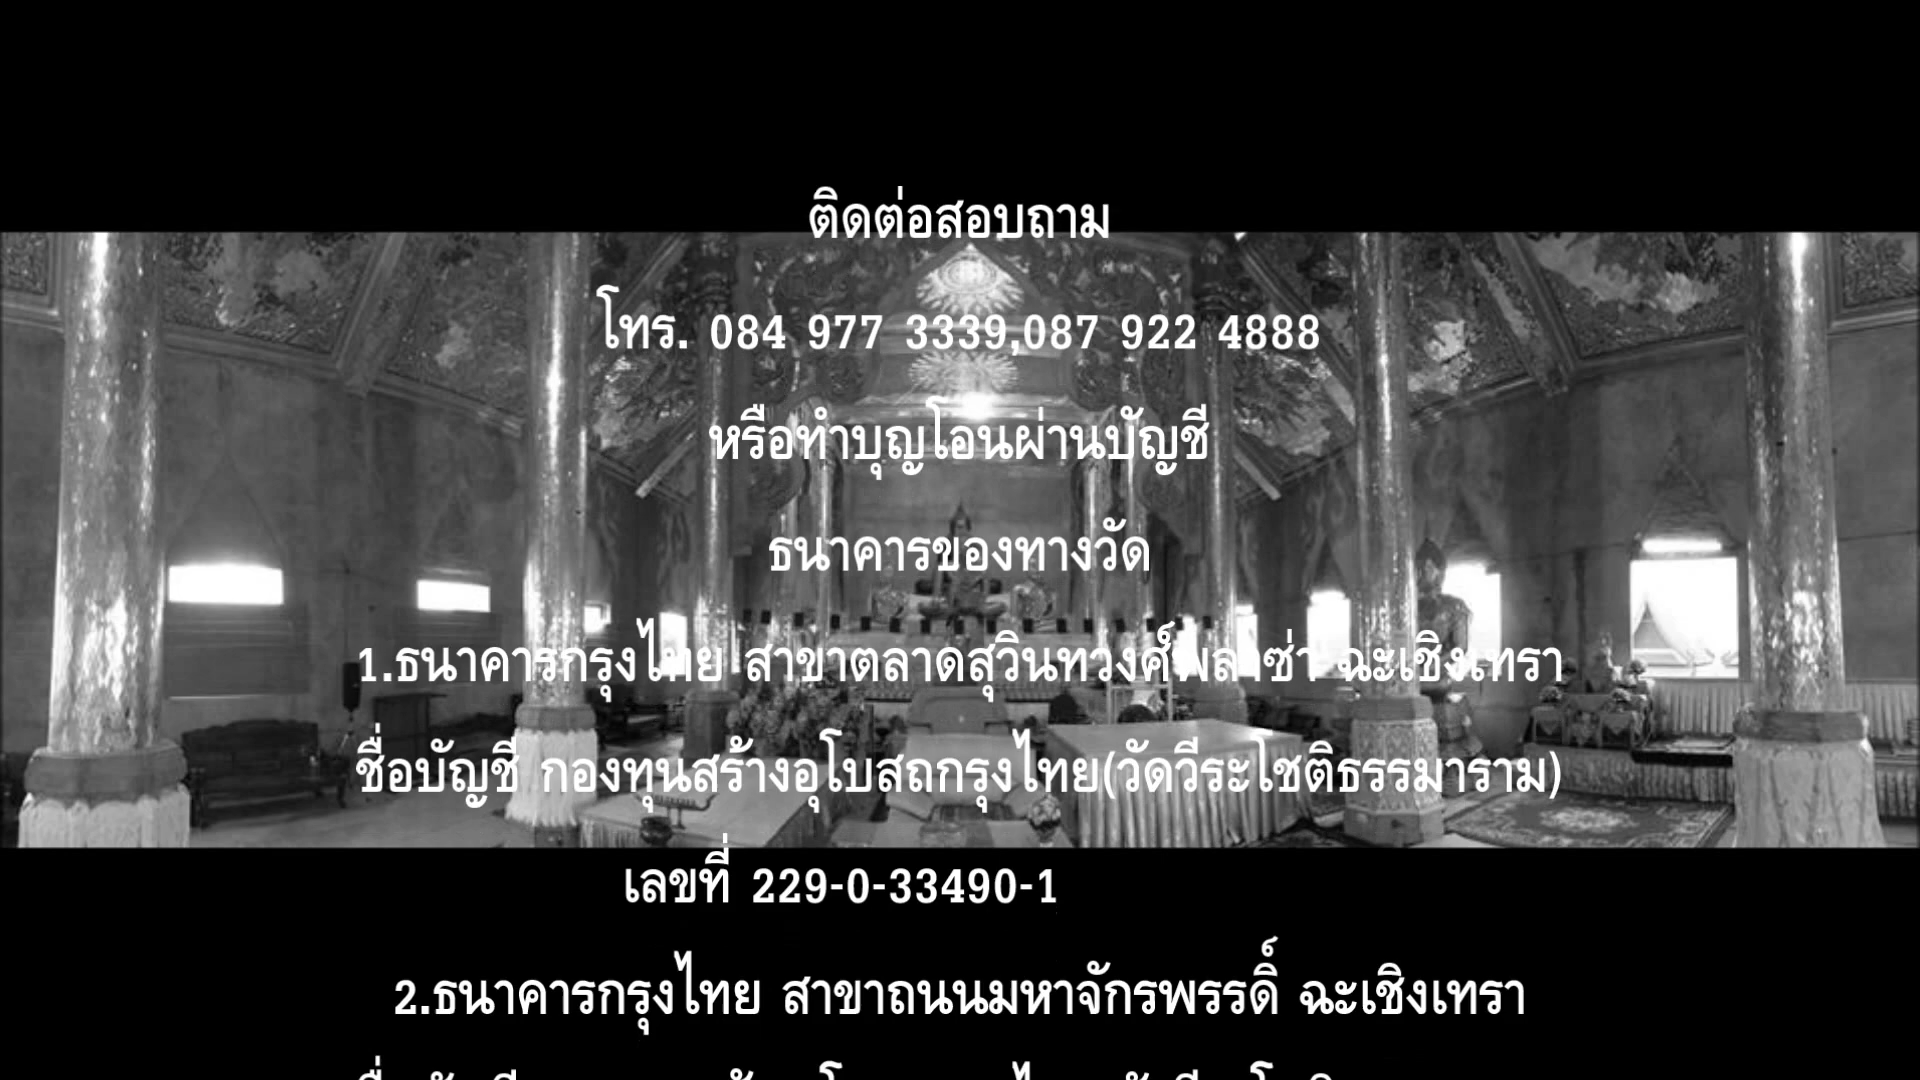 ติดต่อสอบถาม
โทร. 084 977 3339,087 922 4888
หรือทำบุญโอนผ่านบัญชี
ธนาคารของทางวัด
1.ธนาคารกรุงไทย สาขาตลาดสุวินทวงศ์พลาซ่า ฉะเชิงเทรา
ชื่อบัญชี กองทุนสร้างอุโบสถกรุงไทย(วัดวีระโชติธรรมาราม)
เลขที่ 229-0-33490-1
2.ธนาคารกรุงไทย สาขาถนนมหาจักรพรรดิ์ ฉะเชิงเทรา